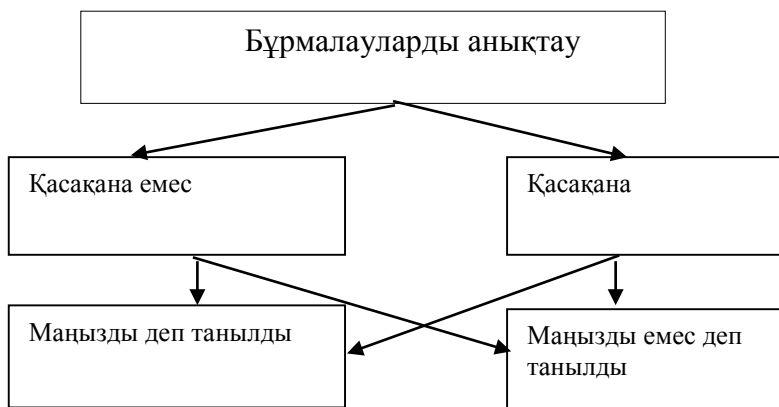 Бұрмалауларды анықтау
Қасақана емес
Қасақана
Маңызды деп танылды
Маңызды емес деп
танылды